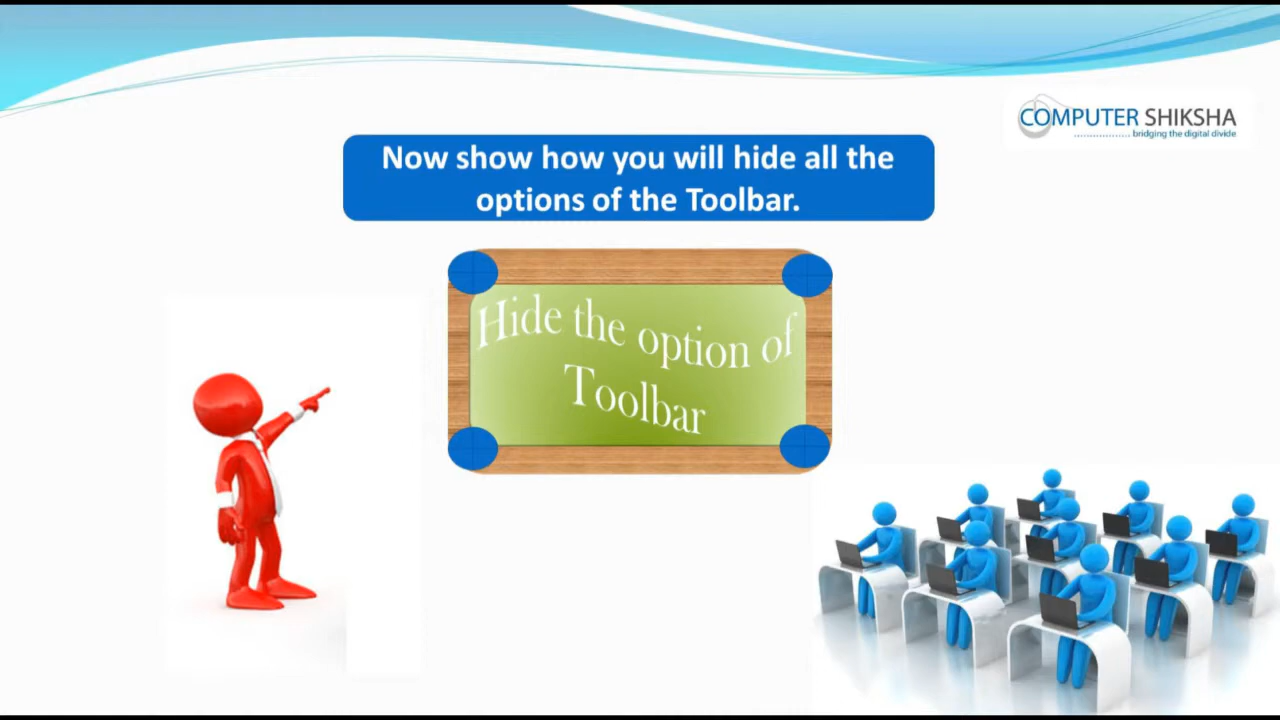 COMPUTER SHIKSHA
bridging the digital divide
Now show how you will hide all the
options of the Toolbar.
Hide the option of
Toolbar